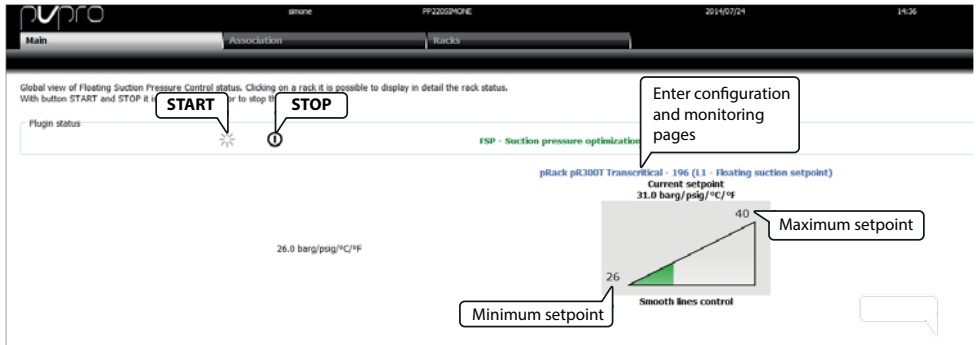 pvpro simone PP220SIMONE 2014/07/24 14:36
Main Association Racks
Global view of Floating Suction Pressure Control status. Clicking on a rack it is possible to display in detail the rack status.
With button START and STOP it is or to stop th
START STOP
Enter configuration
and monitoring
pages
Plugin status
FSP - Suction pressure optimization
pRack pR300T Transcritical - 196 (L1 - Floating suction setpoint)
Current setpoint
31.0 barg/psig/°C/°F
40
Maximum setpoint
26.0 barg/psig/°C/°F
26
Minimum setpoint
Smooth lines control